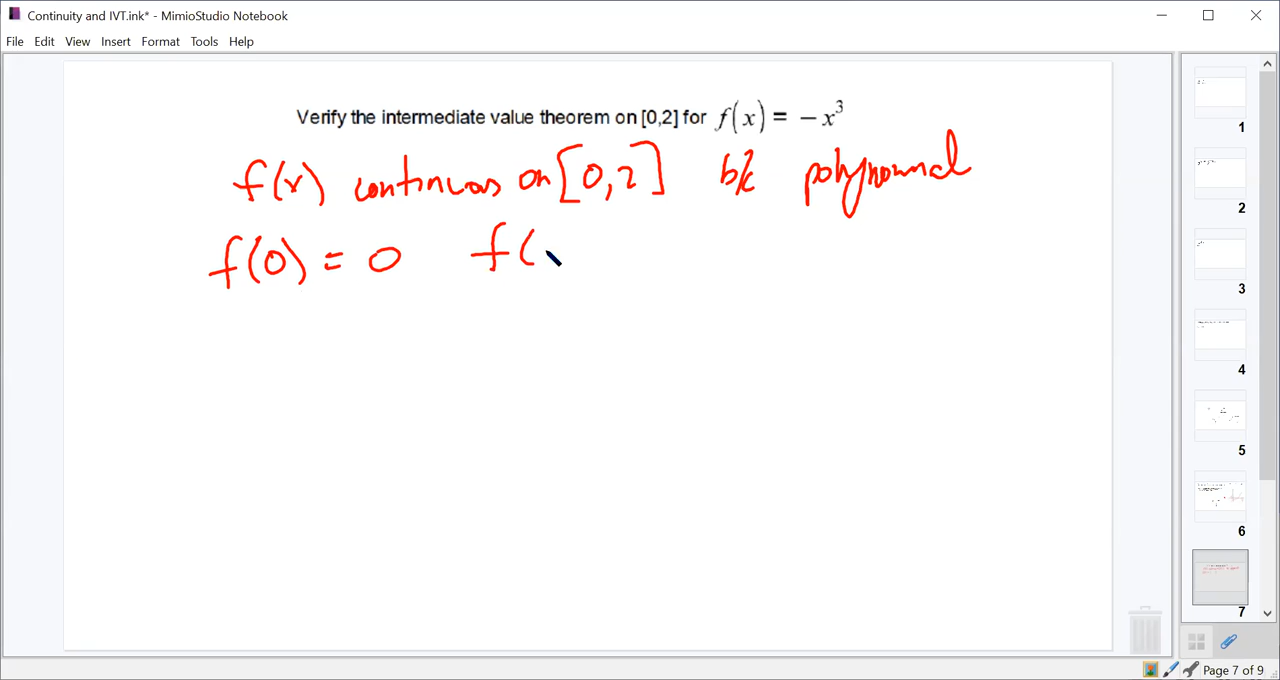 Continuity and IVT.ink* - MimioStudio Notebook
File Edit View Insert Format Tools Help
Verify the intermediate value theorem on [0,2] for f(x) = −x³
f(x) continuous on [0,2] b/c polynomial
f(0) = 0 f(
1
2
3
4
5
6
7
Page 7 of 9